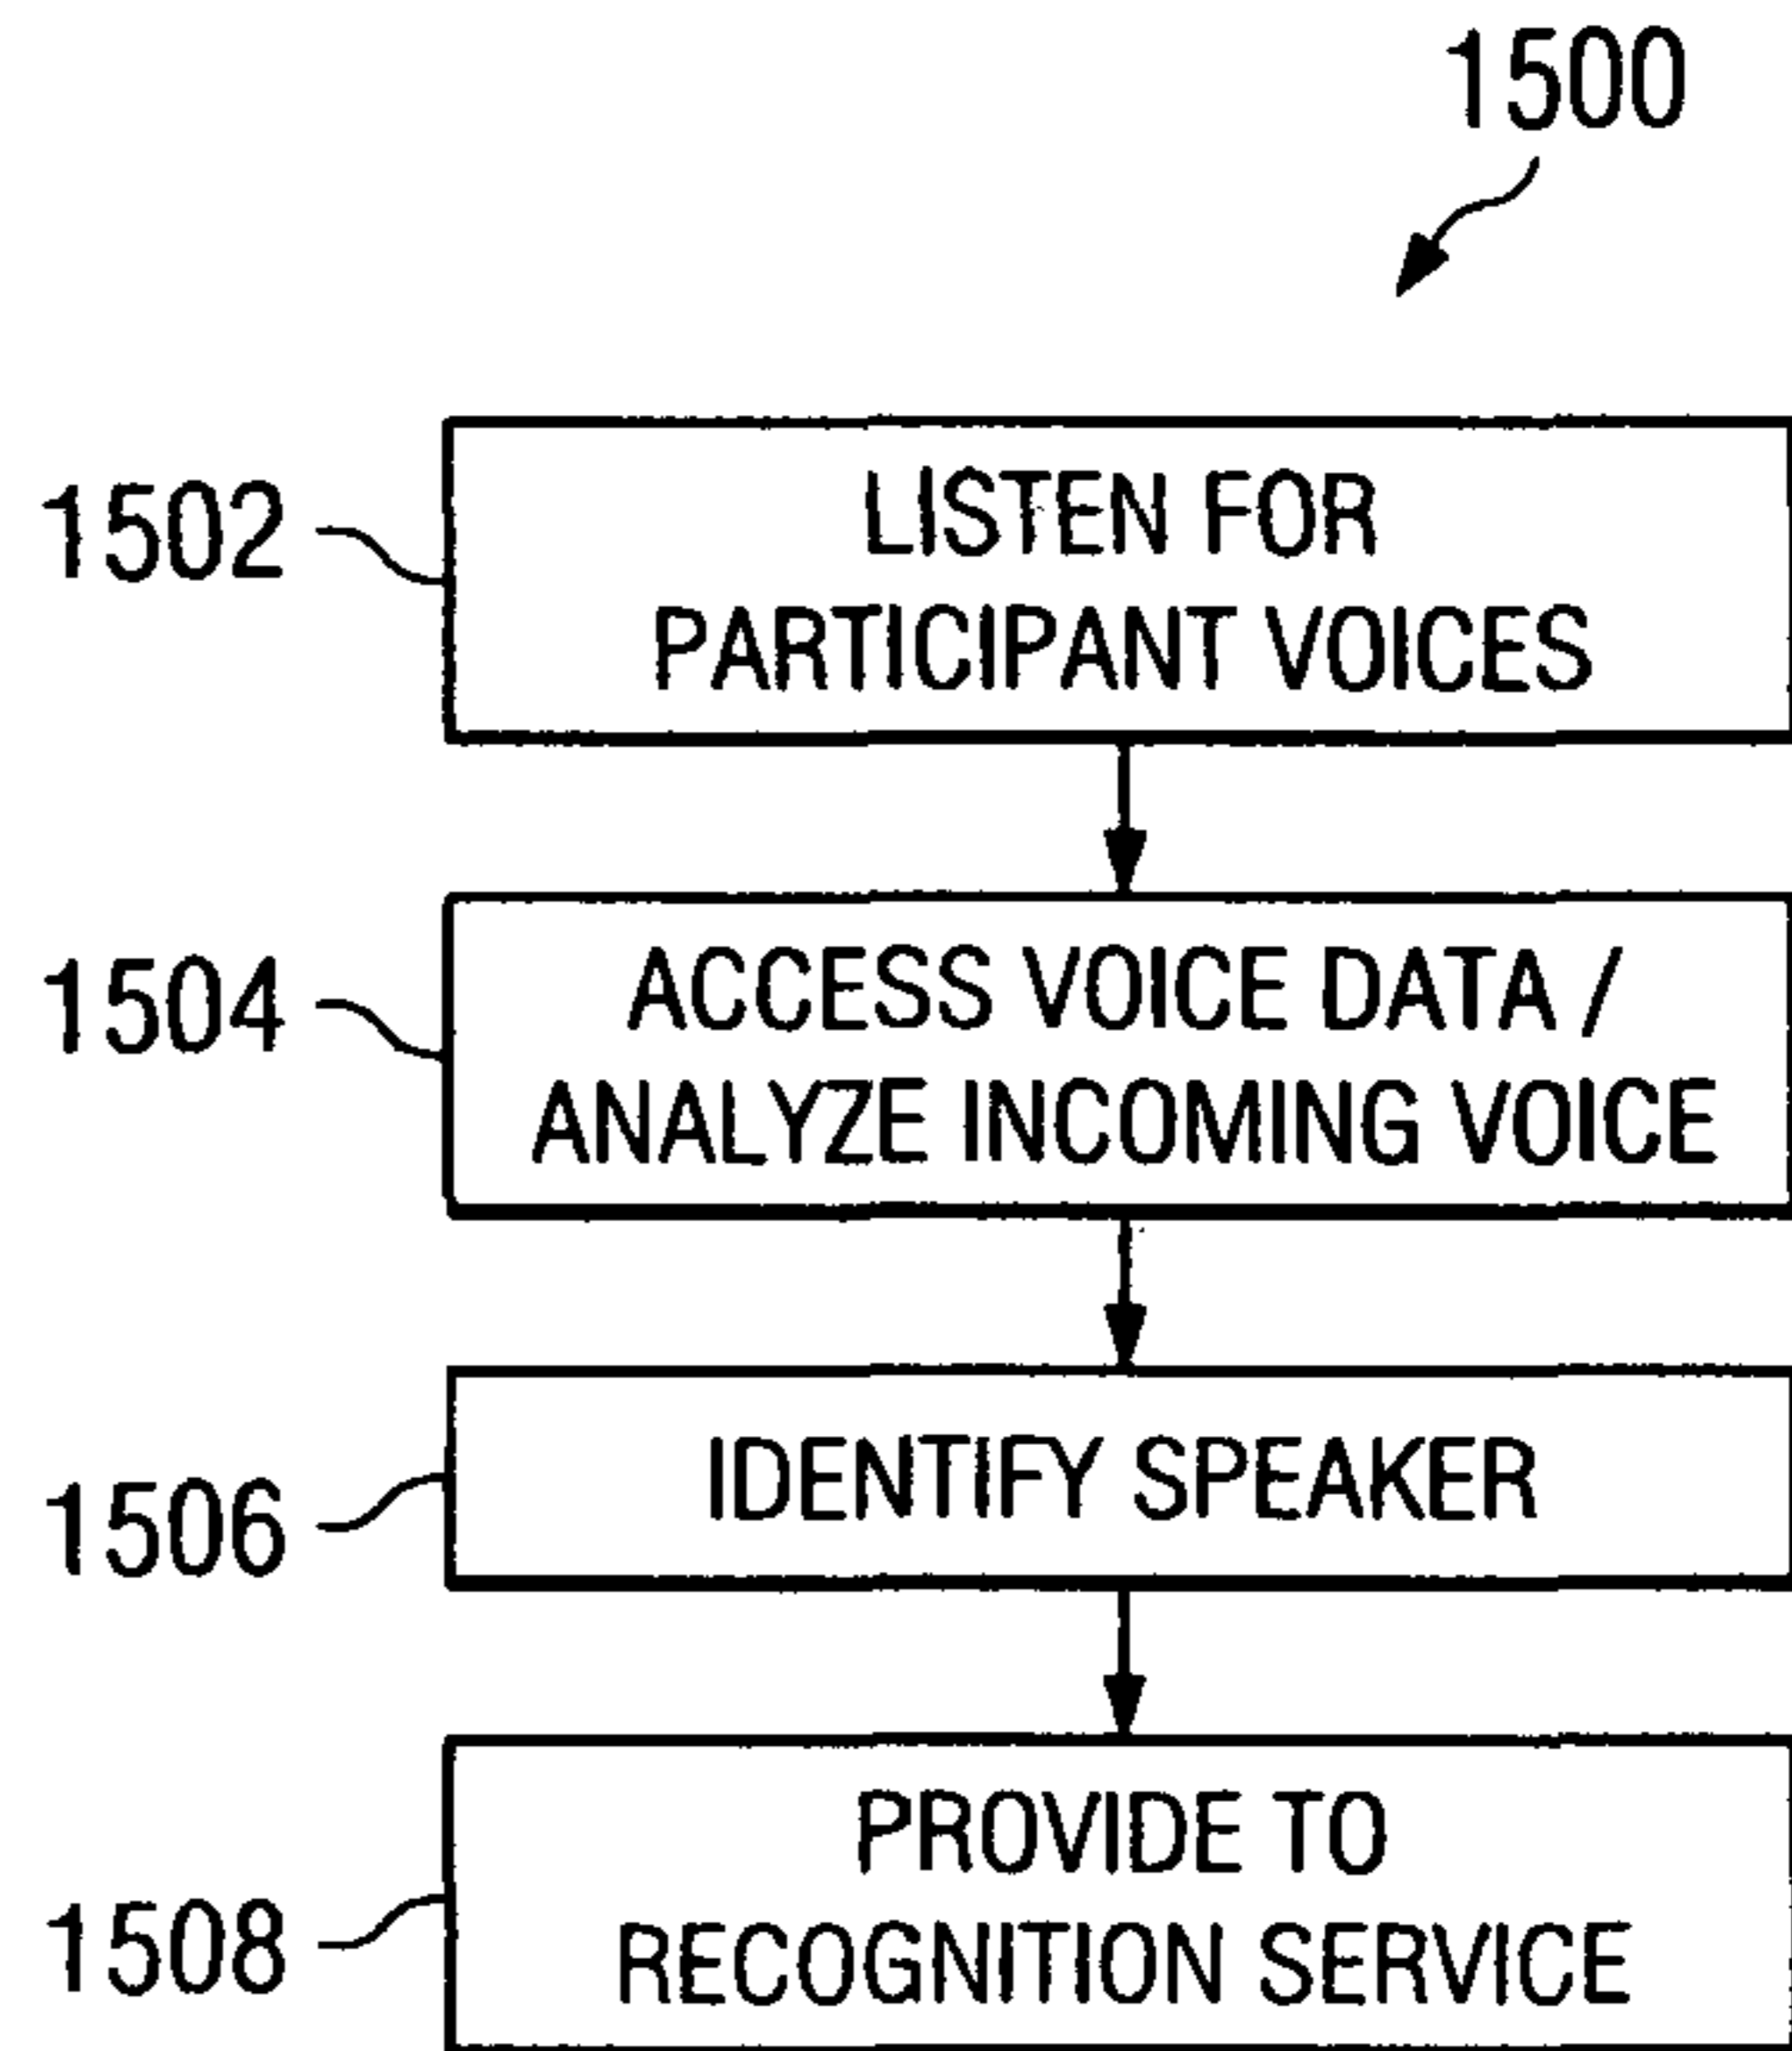 1500
1502
LISTEN FOR
PARTICIPANT VOICES
1504
ACCESS VOICE DATA /
ANALYZE INCOMING VOICE
1506
IDENTIFY SPEAKER
1508
PROVIDE TO
RECOGNITION SERVICE